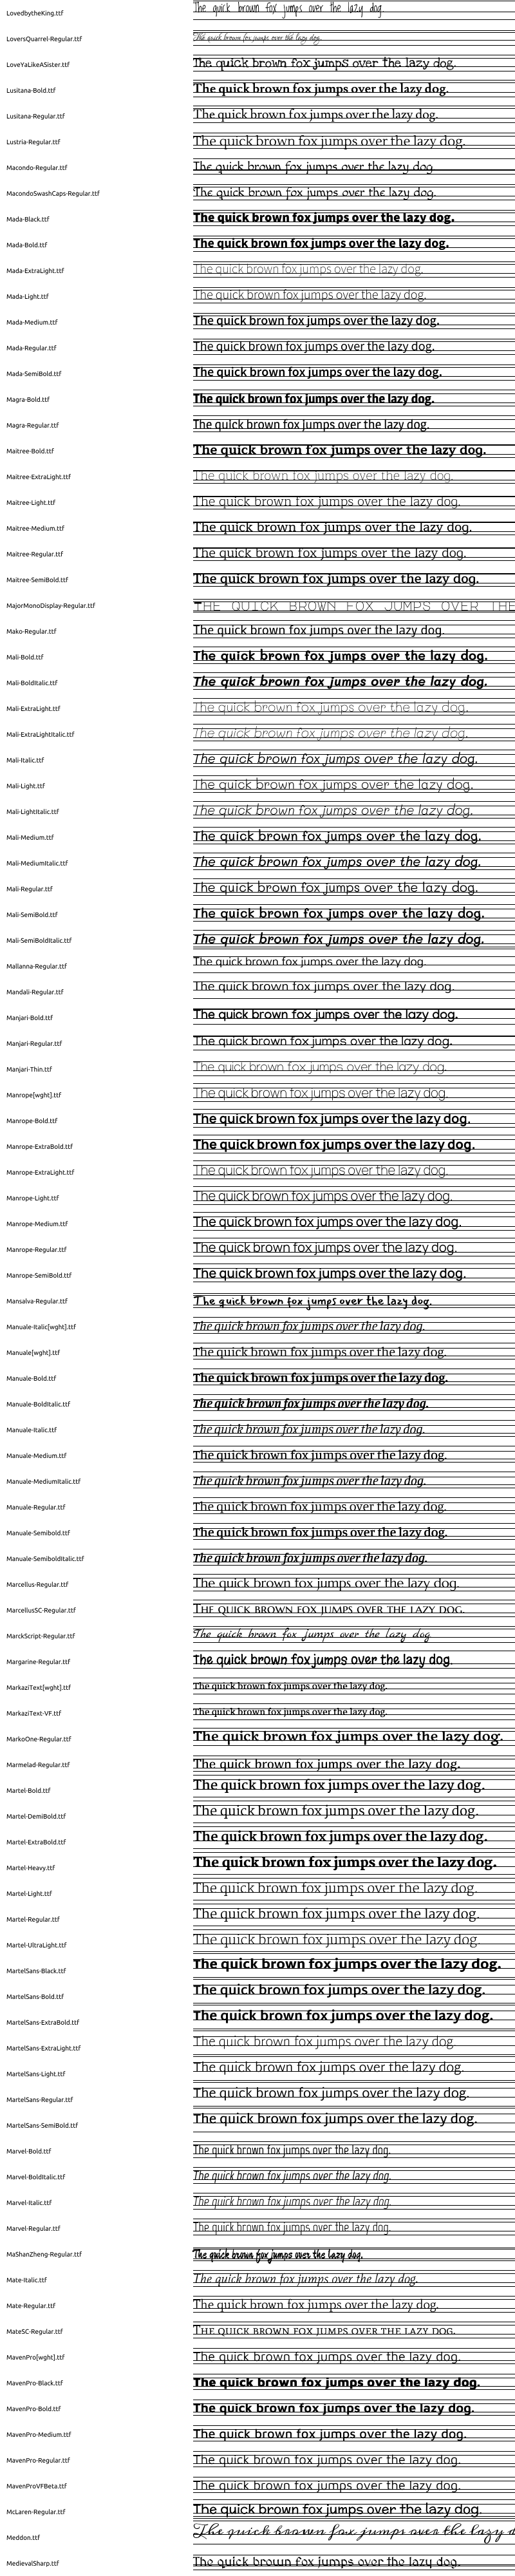 LovedbytheKing.ttf The quick brown fox jumps over the lazy dog.
LoversQuarrel-Regular.ttf The quick brown fox jumps over the lazy dog.
LoveYaLikeASister.ttf The quick brown fox jumps over the lazy dog.
Lusitana-Bold.ttf The quick brown fox jumps over the lazy dog.
Lusitana-Regular.ttf The quick brown fox jumps over the lazy dog.
Lustria-Regular.ttf The quick brown fox jumps over the lazy dog.
Macondo-Regular.ttf The quick brown fox jumps over the lazy dog.
MacondoSwashCaps-Regular.ttf The quick brown fox jumps over the lazy dog.
Mada-Black.ttf The quick brown fox jumps over the lazy dog.
Mada-Bold.ttf The quick brown fox jumps over the lazy dog.
Mada-ExtraLight.ttf The quick brown fox jumps over the lazy dog.
Mada-Light.ttf The quick brown fox jumps over the lazy dog.
Mada-Medium.ttf The quick brown fox jumps over the lazy dog.
Mada-Regular.ttf The quick brown fox jumps over the lazy dog.
Mada-SemiBold.ttf The quick brown fox jumps over the lazy dog.
Magra-Bold.ttf The quick brown fox jumps over the lazy dog.
Magra-Regular.ttf The quick brown fox jumps over the lazy dog.
Maitree-Bold.ttf The quick brown fox jumps over the lazy dog.
Maitree-ExtraLight.ttf The quick brown fox jumps over the lazy dog.
Maitree-Light.ttf The quick brown fox jumps over the lazy dog.
Maitree-Medium.ttf The quick brown fox jumps over the lazy dog.
Maitree-Regular.ttf The quick brown fox jumps over the lazy dog.
Maitree-SemiBold.ttf The quick brown fox jumps over the lazy dog.
MajorMonoDisplay-Regular.ttf THE QUICK BROWN FOX JUMPS OVER THE
Mako-Regular.ttf The quick brown fox jumps over the lazy dog.
Mali-Bold.ttf The quick brown fox jumps over the lazy dog.
Mali-BoldItalic.ttf The quick brown fox jumps over the lazy dog.
Mali-ExtraLight.ttf The quick brown fox jumps over the lazy dog.
Mali-ExtraLightItalic.ttf The quick brown fox jumps over the lazy dog.
Mali-Italic.ttf The quick brown fox jumps over the lazy dog.
Mali-Light.ttf The quick brown fox jumps over the lazy dog.
Mali-LightItalic.ttf The quick brown fox jumps over the lazy dog.
Mali-Medium.ttf The quick brown fox jumps over the lazy dog.
Mali-MediumItalic.ttf The quick brown fox jumps over the lazy dog.
Mali-Regular.ttf The quick brown fox jumps over the lazy dog.
Mali-SemiBold.ttf The quick brown fox jumps over the lazy dog.
Mali-SemiBoldItalic.ttf The quick brown fox jumps over the lazy dog.
Mallanna-Regular.ttf The quick brown fox jumps over the lazy dog.
Mandali-Regular.ttf The quick brown fox jumps over the lazy dog.
Manjari-Bold.ttf The quick brown fox jumps over the lazy dog.
Manjari-Regular.ttf The quick brown fox jumps over the lazy dog.
Manjari-Thin.ttf The quick brown fox jumps over the lazy dog.
Manrope[wght].ttf The quick brown fox jumps over the lazy dog.
Manrope-Bold.ttf The quick brown fox jumps over the lazy dog.
Manrope-ExtraBold.ttf The quick brown fox jumps over the lazy dog.
Manrope-ExtraLight.ttf The quick brown fox jumps over the lazy dog.
Manrope-Light.ttf The quick brown fox jumps over the lazy dog.
Manrope-Medium.ttf The quick brown fox jumps over the lazy dog.
Manrope-Regular.ttf The quick brown fox jumps over the lazy dog.
Manrope-SemiBold.ttf The quick brown fox jumps over the lazy dog.
Mansalva-Regular.ttf The quick brown fox jumps over the lazy dog.
Manuale-Italic[wght].ttf The quick brown fox jumps over the lazy dog.
Manuale[wght].ttf The quick brown fox jumps over the lazy dog.
Manuale-Bold.ttf The quick brown fox jumps over the lazy dog.
Manuale-BoldItalic.ttf The quick brown fox jumps over the lazy dog.
Manuale-Italic.ttf The quick brown fox jumps over the lazy dog.
Manuale-Medium.ttf The quick brown fox jumps over the lazy dog.
Manuale-MediumItalic.ttf The quick brown fox jumps over the lazy dog.
Manuale-Regular.ttf The quick brown fox jumps over the lazy dog.
Manuale-Semibold.ttf The quick brown fox jumps over the lazy dog.
Manuale-SemiboldItalic.ttf The quick brown fox jumps over the lazy dog.
Marcellus-Regular.ttf The quick brown fox jumps over the lazy dog.
MarcellusSC-Regular.ttf The quick brown fox jumps over the lazy dog.
MarckScript-Regular.ttf The quick brown fox jumps over the lazy dog.
Margarine-Regular.ttf The quick brown fox jumps over the lazy dog.
MarkaziText[wght].ttf The quick brown fox jumps over the lazy dog.
MarkaziText-VF.ttf The quick brown fox jumps over the lazy dog.
MarkoOne-Regular.ttf The quick brown fox jumps over the lazy dog.
Marmelad-Regular.ttf The quick brown fox jumps over the lazy dog.
Martel-Bold.ttf The quick brown fox jumps over the lazy dog.
Martel-DemiBold.ttf The quick brown fox jumps over the lazy dog.
Martel-ExtraBold.ttf The quick brown fox jumps over the lazy dog.
Martel-Heavy.ttf The quick brown fox jumps over the lazy dog.
Martel-Light.ttf The quick brown fox jumps over the lazy dog.
Martel-Regular.ttf The quick brown fox jumps over the lazy dog.
Martel-UltraLight.ttf The quick brown fox jumps over the lazy dog.
MartelSans-Black.ttf The quick brown fox jumps over the lazy dog.
MartelSans-Bold.ttf The quick brown fox jumps over the lazy dog.
MartelSans-ExtraBold.ttf The quick brown fox jumps over the lazy dog.
MartelSans-ExtraLight.ttf The quick brown fox jumps over the lazy dog.
MartelSans-Light.ttf The quick brown fox jumps over the lazy dog.
MartelSans-Regular.ttf The quick brown fox jumps over the lazy dog.
MartelSans-SemiBold.ttf The quick brown fox jumps over the lazy dog.
Marvel-Bold.ttf The quick brown fox jumps over the lazy dog.
Marvel-BoldItalic.ttf The quick brown fox jumps over the lazy dog.
Marvel-Italic.ttf The quick brown fox jumps over the lazy dog.
Marvel-Regular.ttf The quick brown fox jumps over the lazy dog.
MaShanZheng-Regular.ttf The quick brown fox jumps over the lazy dog.
Mate-Italic.ttf The quick brown fox jumps over the lazy dog.
Mate-Regular.ttf The quick brown fox jumps over the lazy dog.
MateSC-Regular.ttf The quick brown fox jumps over the lazy dog.
MavenPro[wght].ttf The quick brown fox jumps over the lazy dog.
MavenPro-Black.ttf The quick brown fox jumps over the lazy dog.
MavenPro-Bold.ttf The quick brown fox jumps over the lazy dog.
MavenPro-Medium.ttf The quick brown fox jumps over the lazy dog.
MavenPro-Regular.ttf The quick brown fox jumps over the lazy dog.
MavenProVFBeta.ttf The quick brown fox jumps over the lazy dog.
McLaren-Regular.ttf The quick brown fox jumps over the lazy dog.
Meddon.ttf The quick brown fox jumps over the lazy
MedievalSharp.ttf The quick brown fox jumps over the lazy dog.